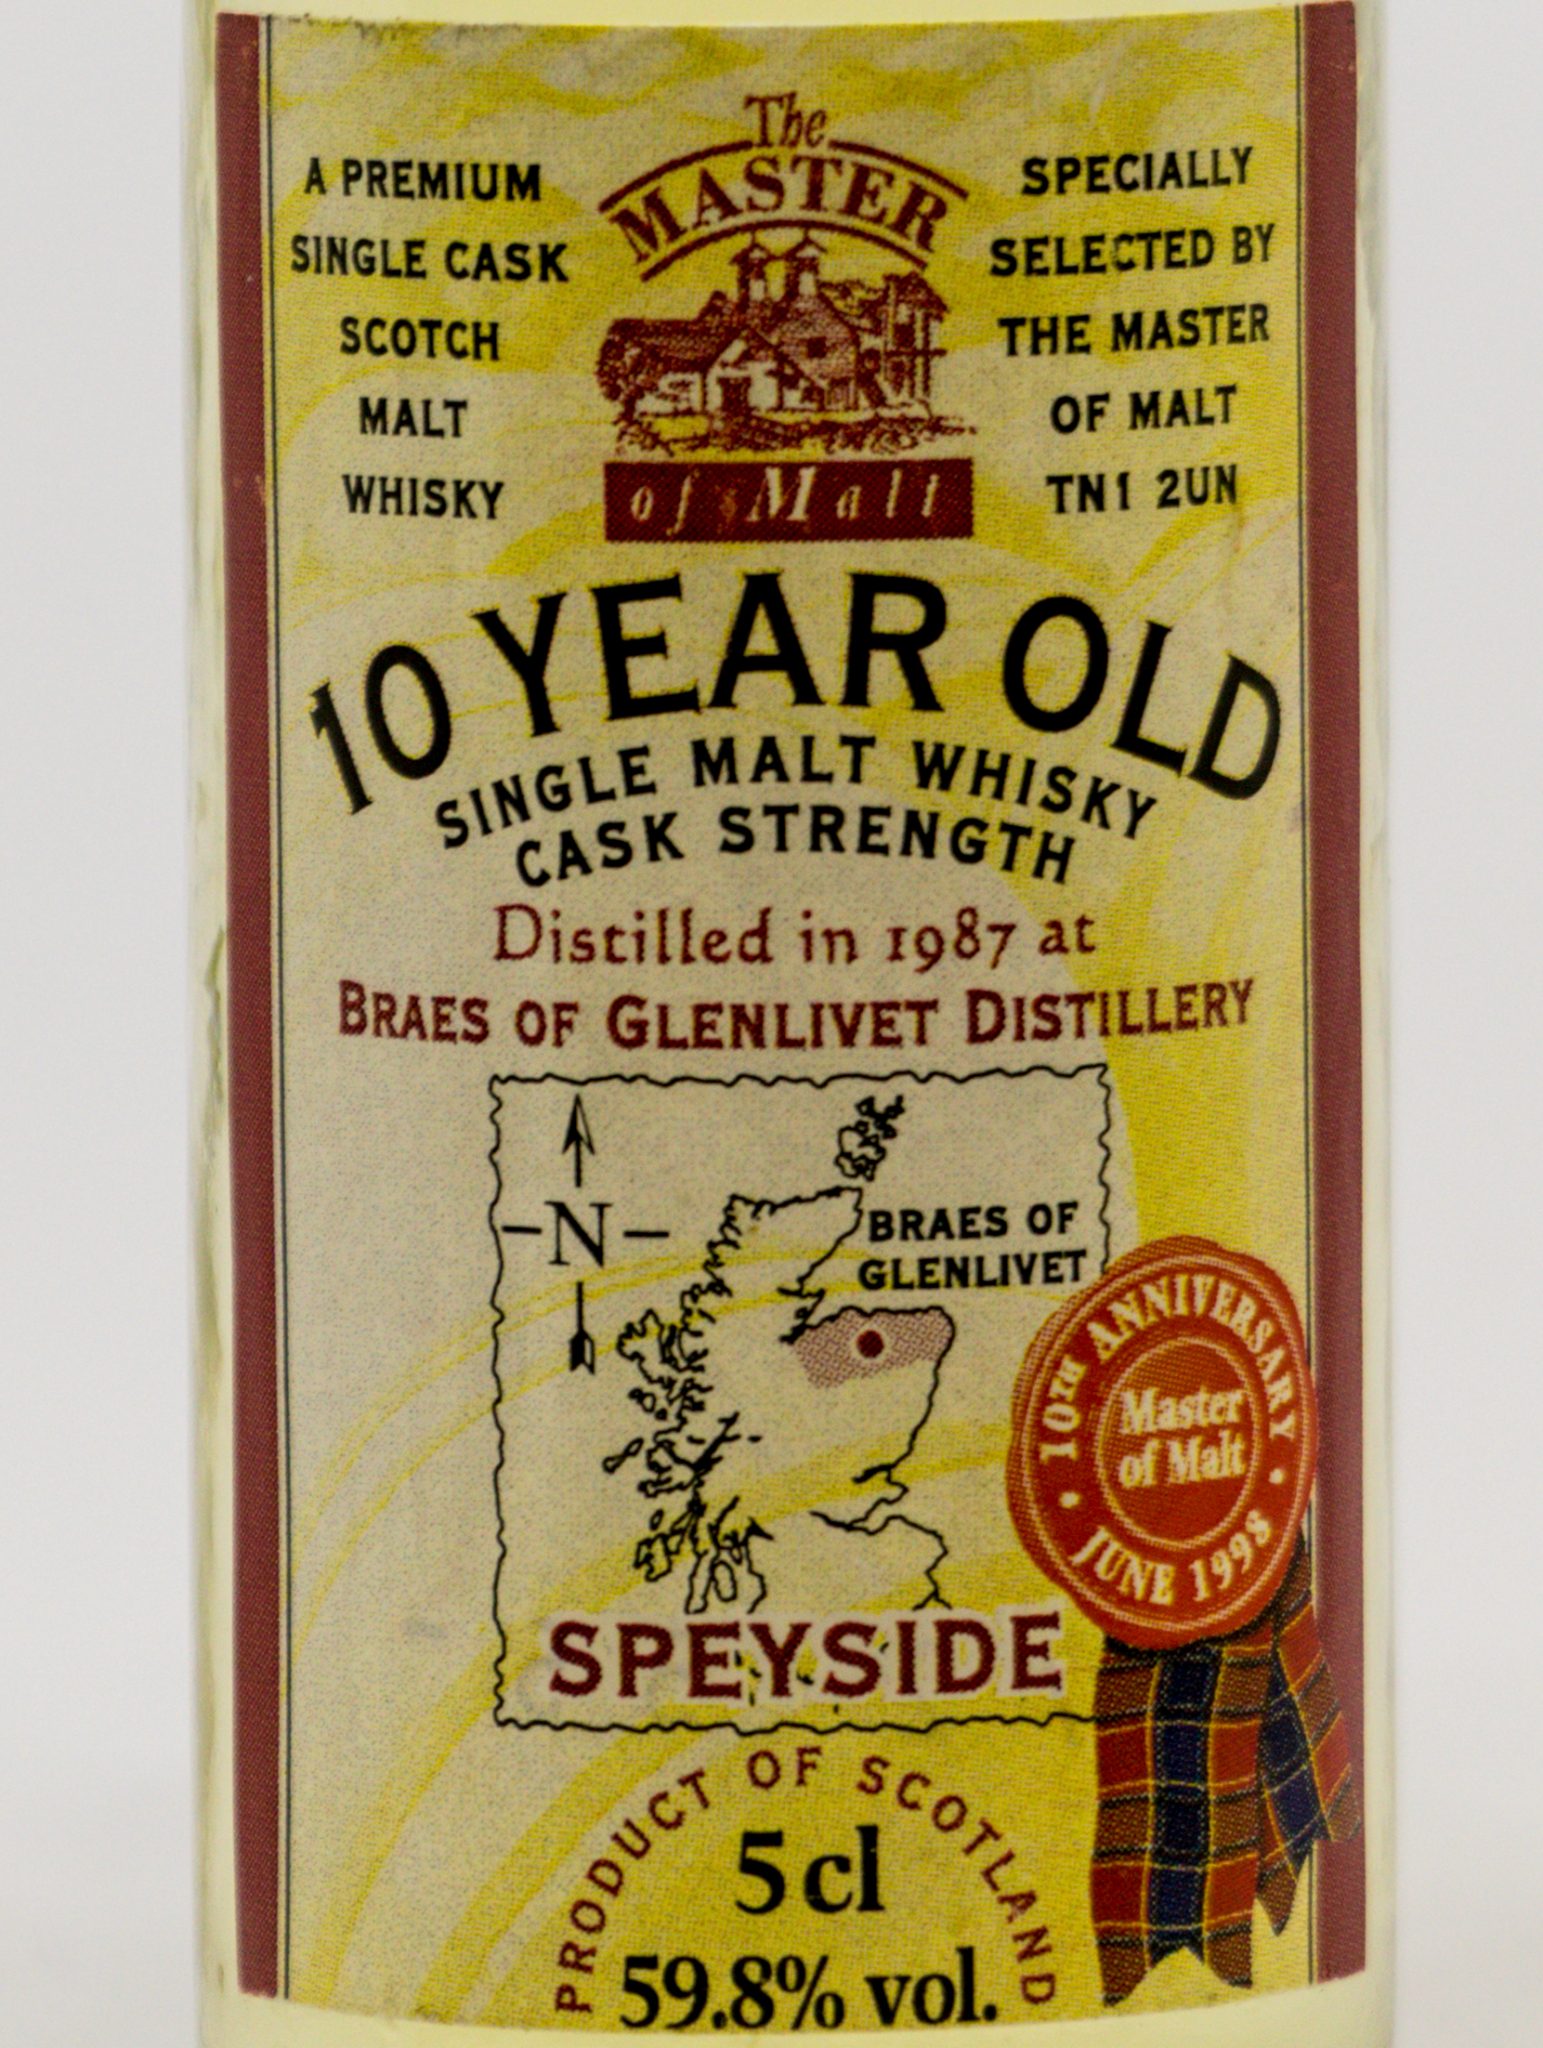 A PREMIUM
SINGLE CASK
SCOTCH
MALT
WHISKY
The
MASTER
of Malt
SPECIALLY
SELECTED BY
THE MASTER
OF MALT
TN1 2UN
10 YEAR OLD
SINGLE MALT WHISKY
CASK STRENGTH
Distilled in 1987 at
BRAES OF GLENLIVET DISTILLERY
N
BRAES OF
GLENLIVET
10TH ANNIVERSARY
Master
of Malt
• JUNE 1998 •
SPEYSIDE
PRODUCT OF SCOTLAND
5 cl
59.8% vol.